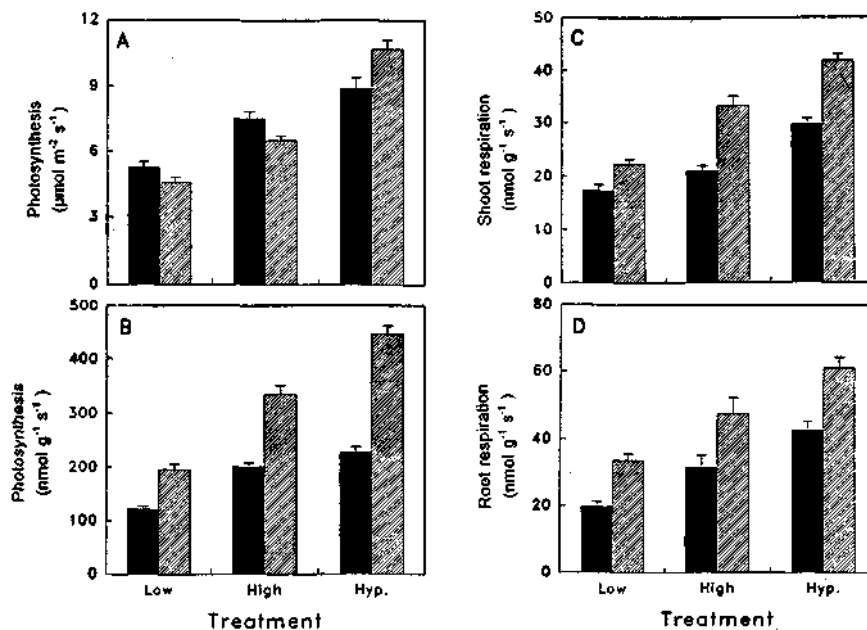 A
12
9
6
3
0
Photosynthesis
(µmol m⁻² s⁻¹)
B
500
400
300
200
100
0
Photosynthesis
(nmol g⁻¹ s⁻¹)
Low High Hyp.
Treatment
C
50
40
30
20
10
0
Shoot respiration
(nmol g⁻¹ s⁻¹)
D
80
60
40
20
0
Root respiration
(nmol g⁻¹ s⁻¹)
Low High Hyp.
Treatment